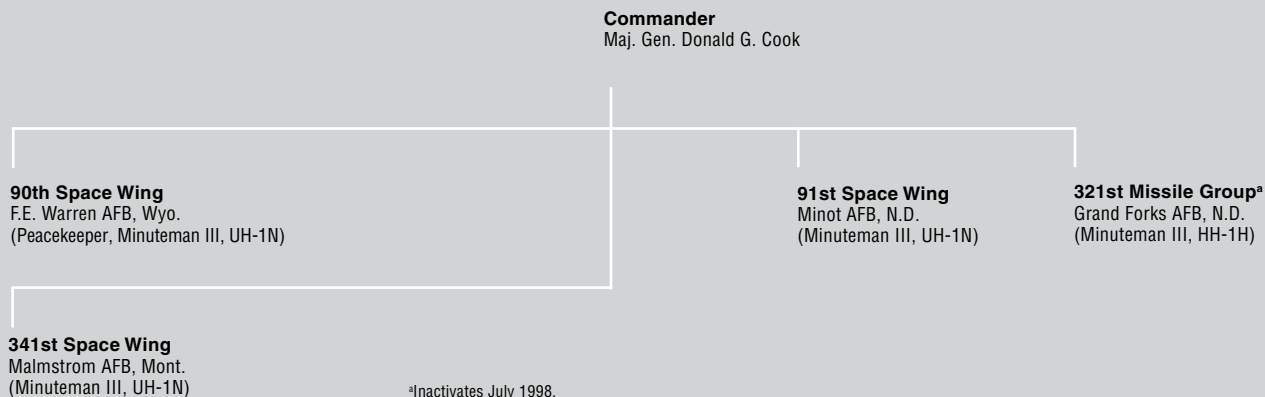 Commander
Maj. Gen. Donald G. Cook
90th Space Wing
F.E. Warren AFB, Wyo.
(Peacekeeper, Minuteman III, UH-1N)
91st Space Wing
Minot AFB, N.D.
(Minuteman III, UH-1N)
321st Missile Groupᵃ
Grand Forks AFB, N.D.
(Minuteman III, HH-1H)
341st Space Wing
Malmstrom AFB, Mont.
(Minuteman III, UH-1N)
ᵃInactivates July 1998.